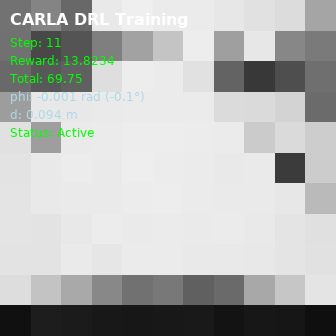 CARLA DRL Training
Step: 11
Reward: 13.8234
Total: 69.75
phi: -0.001 rad (-0.1°)
d: 0.094 m
Status: Active